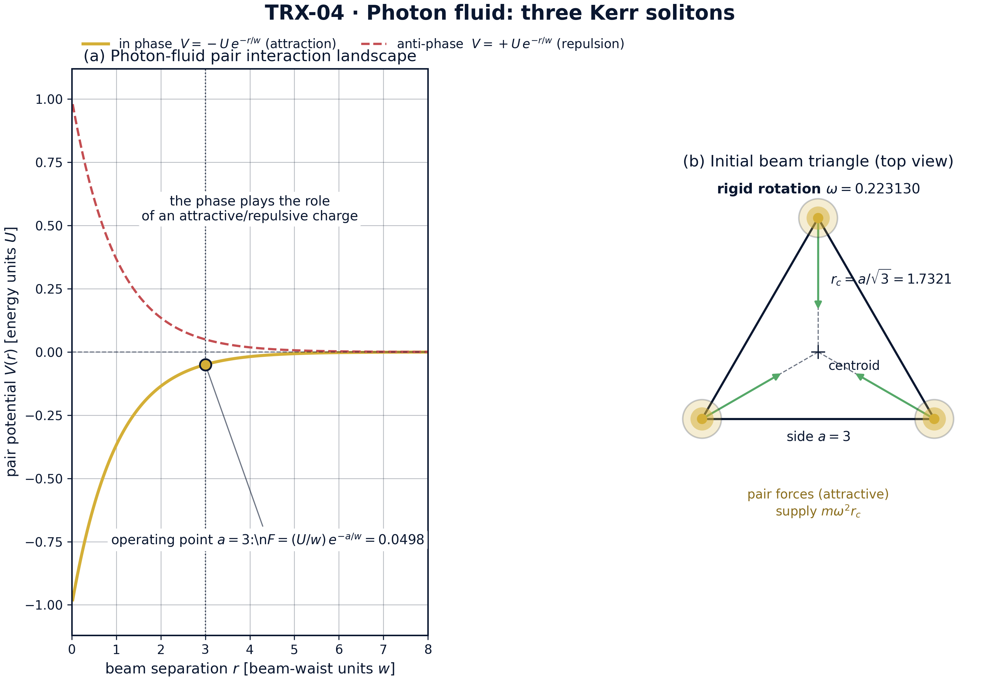 TRX-04 · Photon fluid: three Kerr solitons
in phase V = −U e^{−r/w} (attraction)
anti-phase V = +U e^{−r/w} (repulsion)
(a) Photon-fluid pair interaction landscape
pair potential V(r) [energy units U]
1.00
0.75
0.50
0.25
0.00
−0.25
−0.50
−0.75
−1.00
the phase plays the role
of an attractive/repulsive charge
operating point a = 3:\nF = (U/w) e^{−a/w} = 0.0498
0 1 2 3 4 5 6 7 8
beam separation r [beam-waist units w]
(b) Initial beam triangle (top view)
rigid rotation ω = 0.223130
r_c = a/√3 = 1.7321
centroid
side a = 3
pair forces (attractive)
supply mω²r_c